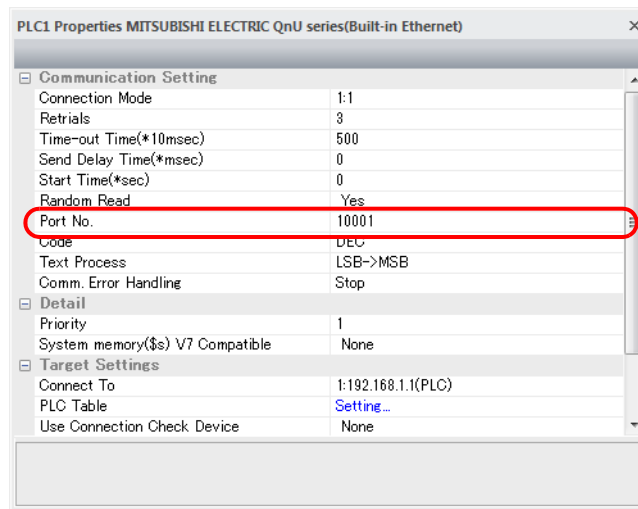 PLC1 Properties MITSUBISHI ELECTRIC QnU series(Built-in Ethernet)
Communication Setting
Connection Mode 1:1
Retrials 3
Time-out Time(*10msec) 500
Send Delay Time(*msec) 0
Start Time(*sec) 0
Random Read Yes
Port No. 10001
Code DEC
Text Process LSB->MSB
Comm. Error Handling Stop
Detail
Priority 1
System memory($s) V7 Compatible None
Target Settings
Connect To 1:192.168.1.1(PLC)
PLC Table Setting...
Use Connection Check Device None